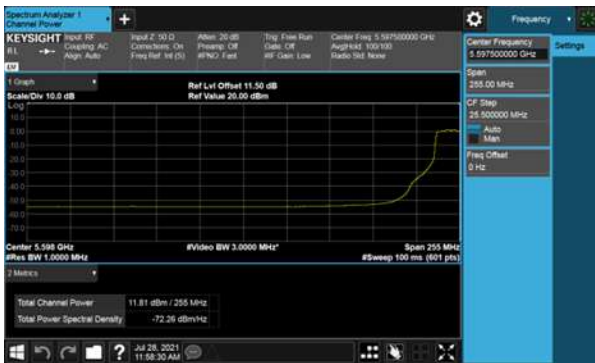 Spectrum Analyzer 1
Channel Power
Frequency
KEYSIGHT
Input: RF
Coupling: AC
Align: Auto
Input Z: 50 Ω
Corrections: On
Freq Ref: Int (S)
Atten: 20 dB
Preamp: Off
#PNO: Fast
Trig: Free Run
Gate: Off
#IF Gain: Low
Center Freq: 5.597500000 GHz
Avg|Hold: 100/100
Radio Std: None
RL
Center Frequency
5.597500000 GHz
Settings
Span
255.00 MHz
CF Step
25.500000 MHz
Auto
Man
Freq Offset
0 Hz
1 Graph
Scale/Div 10.0 dB
Ref Lvl Offset 11.50 dB
Ref Value 20.00 dBm
Log
10.0
0.00
-10.0
-20.0
-30.0
-40.0
-50.0
-60.0
-70.0
Center 5.598 GHz
#Res BW 1.0000 MHz
#Video BW 3.0000 MHz*
Span 255 MHz
#Sweep 100 ms (601 pts)
2 Metrics
Total Channel Power 11.81 dBm / 255 MHz
Total Power Spectral Density -72.26 dBm/Hz
?
Jul 28, 2021
11:58:30 AM